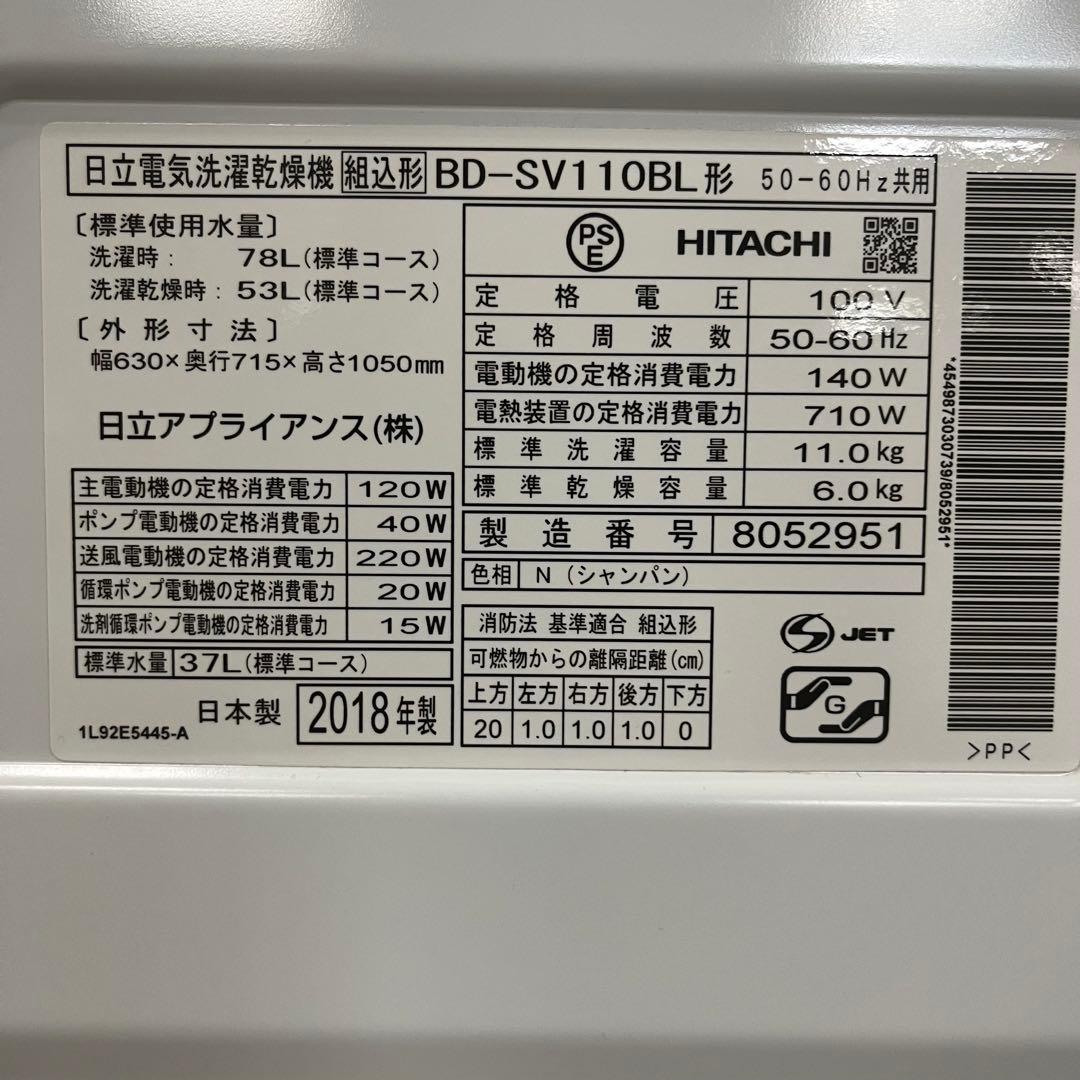 日立電気洗濯乾燥機 組込形 BD-SV110BL形 50-60Hz共用
〔標準使用水量〕
洗濯時： 78L(標準コース)
洗濯乾燥時：53L(標準コース)
〔外形寸法〕
幅630×奥行715×高さ1050mm
日立アプライアンス(株)
主電動機の定格消費電力 120W
ポンプ電動機の定格消費電力 40W
送風電動機の定格消費電力 220W
循環ポンプ電動機の定格消費電力 20W
洗剤循環ポンプ電動機の定格消費電力 15W
標準水量 37L(標準コース)
日本製 2018年製
1L92E5445-A
PSE HITACHI
定格電圧 100V
定格周波数 50-60Hz
電動機の定格消費電力 140W
電熱装置の定格消費電力 710W
標準洗濯容量 11.0kg
標準乾燥容量 6.0kg
製造番号 8052951
色相 N（シャンパン）
消防法 基準適合 組込形
可燃物からの離隔距離(cm)
上方 左方 右方 後方 下方
20 1.0 1.0 1.0 0
S JET
G
*4549873030739/8052951*
>PP<